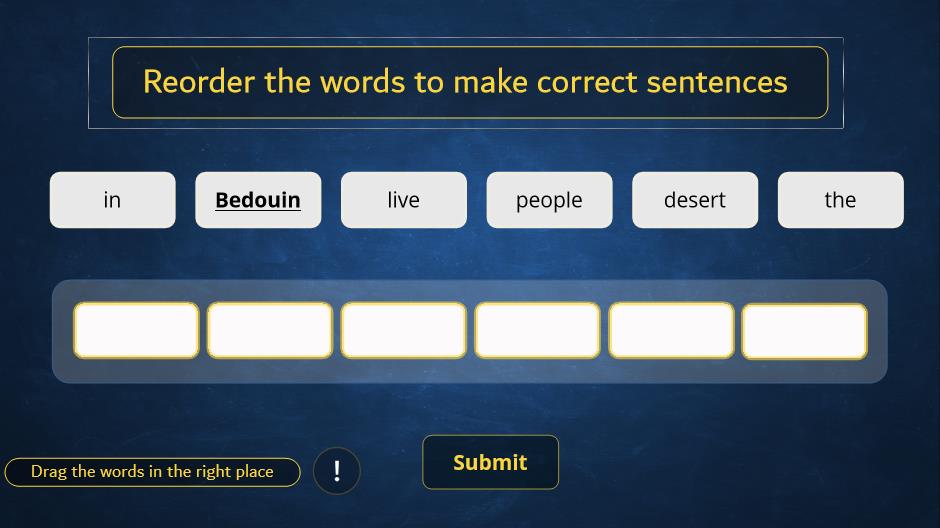 Reorder the words to make correct sentences
in Bedouin live people desert the
Drag the words in the right place ! Submit